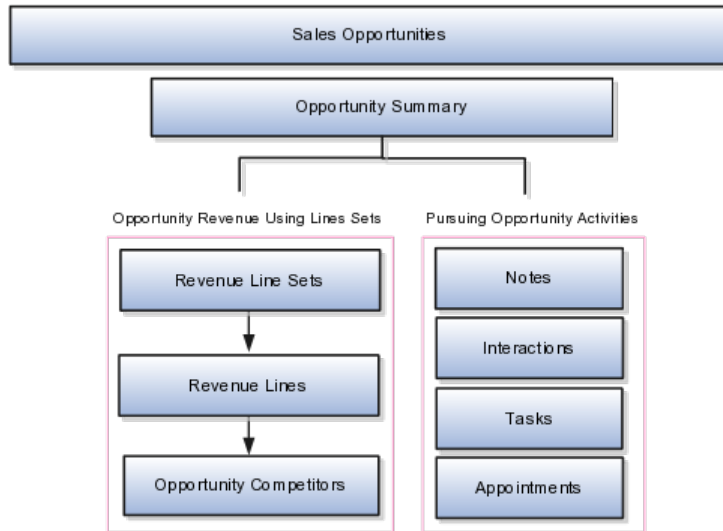 Sales Opportunities
Opportunity Summary
Opportunity Revenue Using Lines Sets
Revenue Line Sets
Revenue Lines
Opportunity Competitors
Pursuing Opportunity Activities
Notes
Interactions
Tasks
Appointments